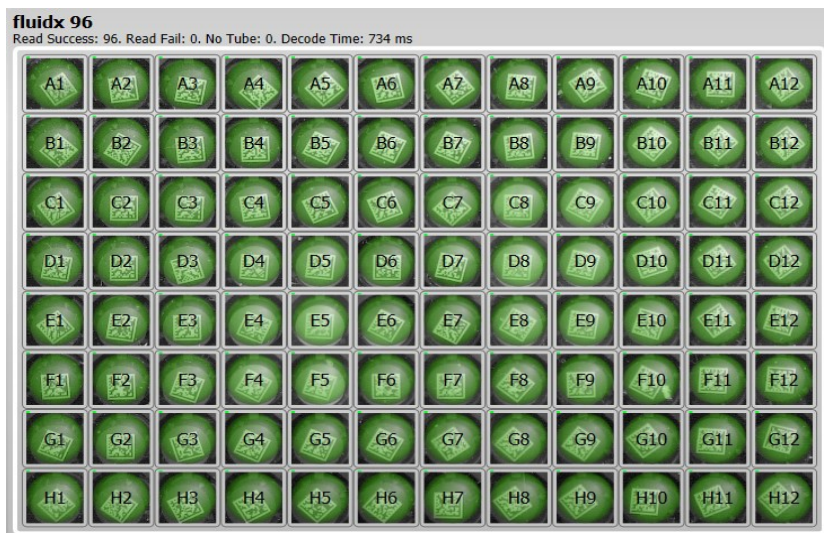 fluidx 96
Read Success: 96. Read Fail: 0. No Tube: 0. Decode Time: 734 ms
A1 A2 A3 A4 A5 A6 A7 A8 A9 A10 A11 A12
B1 B2 B3 B4 B5 B6 B7 B8 B9 B10 B11 B12
C1 C2 C3 C4 C5 C6 C7 C8 C9 C10 C11 C12
D1 D2 D3 D4 D5 D6 D7 D8 D9 D10 D11 D12
E1 E2 E3 E4 E5 E6 E7 E8 E9 E10 E11 E12
F1 F2 F3 F4 F5 F6 F7 F8 F9 F10 F11 F12
G1 G2 G3 G4 G5 G6 G7 G8 G9 G10 G11 G12
H1 H2 H3 H4 H5 H6 H7 H8 H9 H10 H11 H12